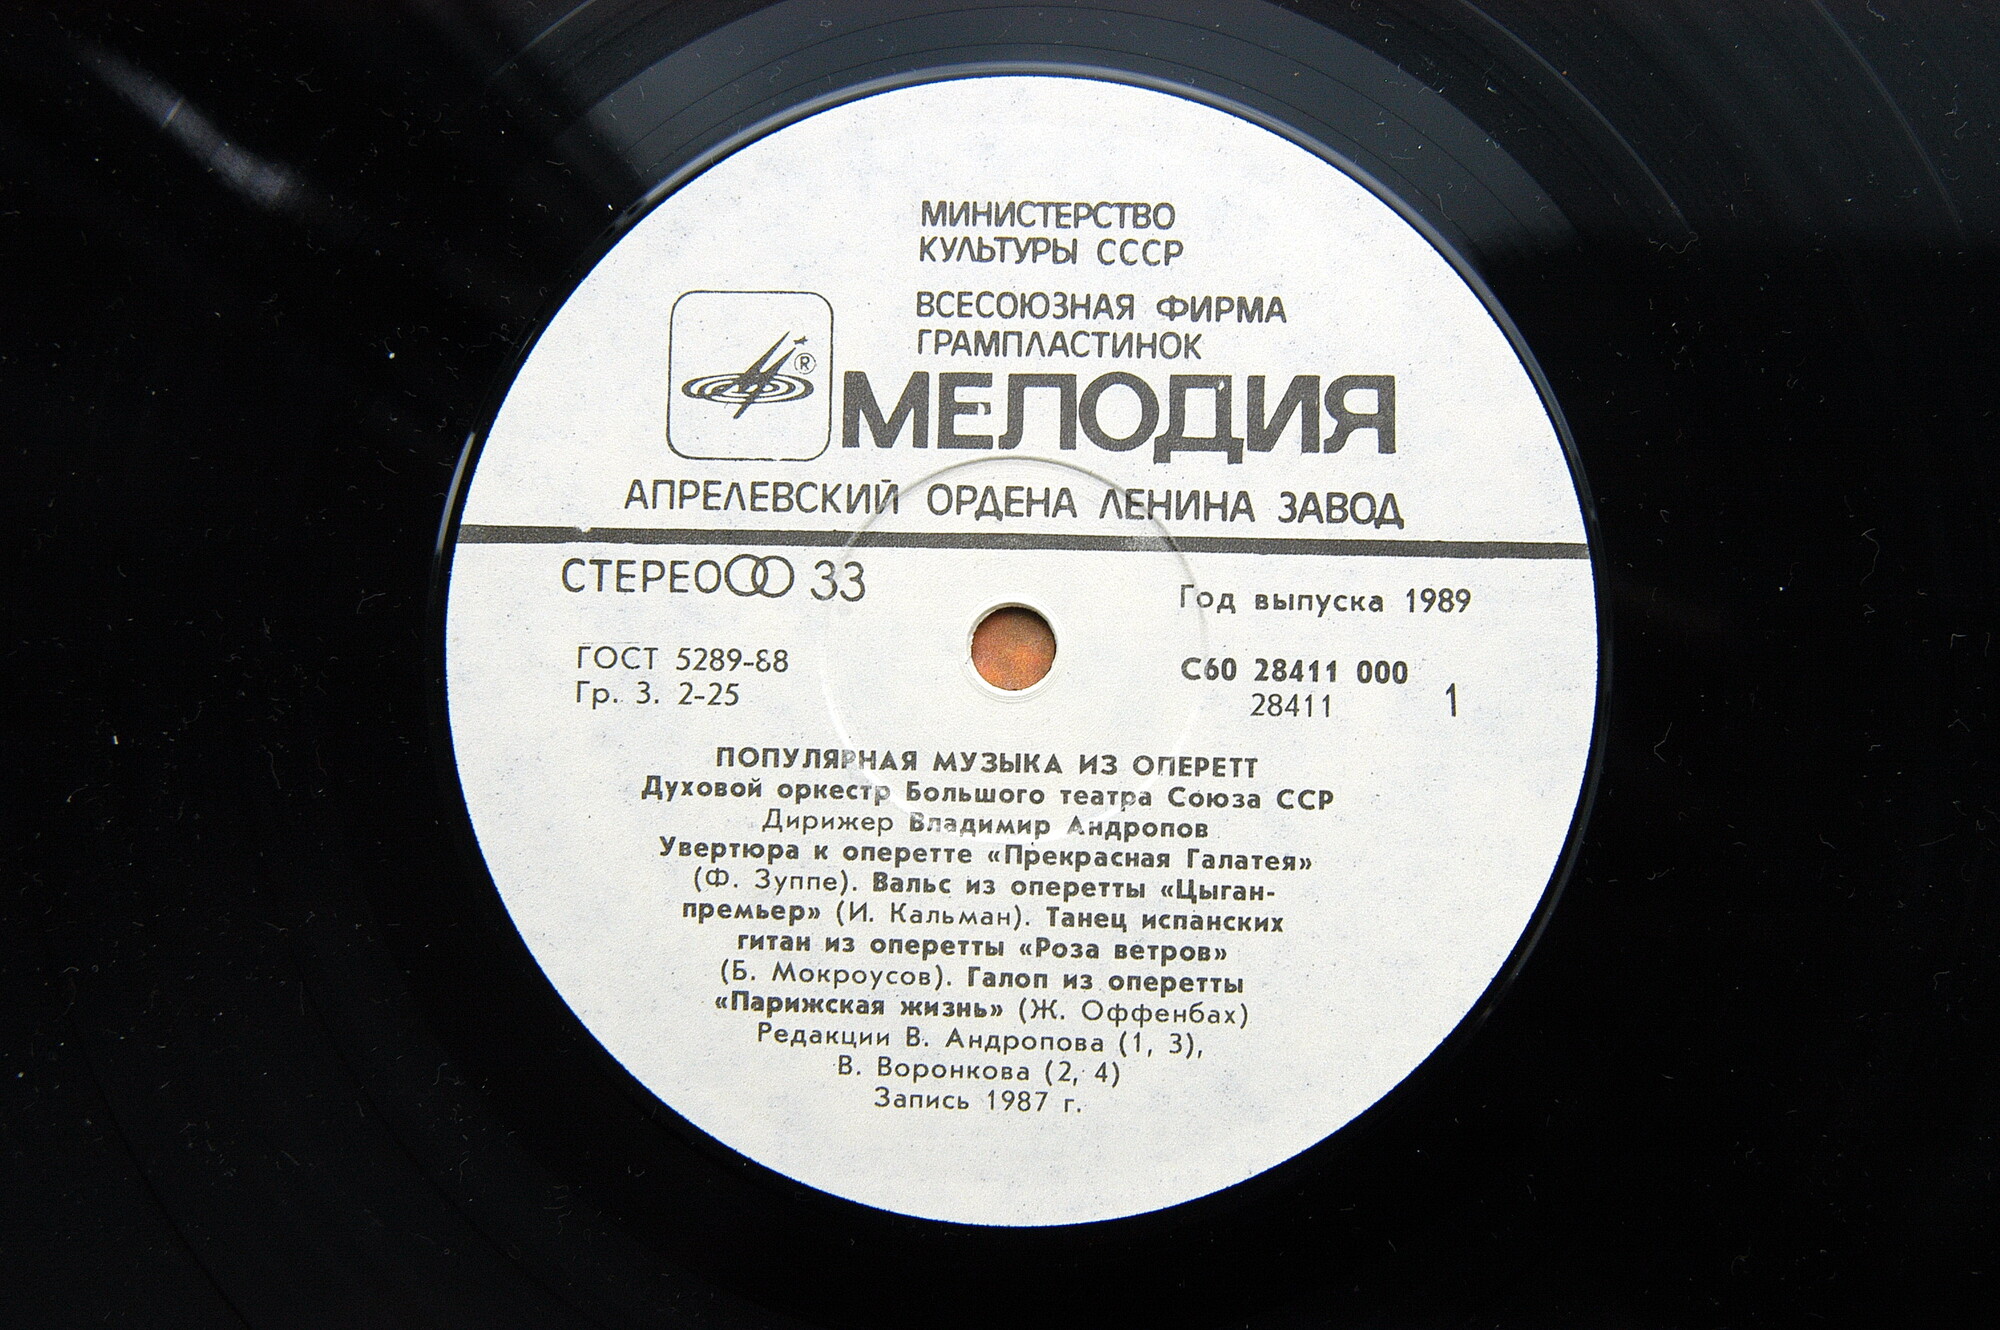 МИНИСТЕРСТВО
КУЛЬТУРЫ СССР
ВСЕСОЮЗНАЯ ФИРМА
ГРАМПЛАСТИНОК
®
МЕЛОДИЯ
АПРЕЛЕВСКИЙ ОРДЕНА ЛЕНИНА ЗАВОД
СТЕРЕО 33
Год выпуска 1989
ГОСТ 5289-88
Гр. 3. 2-25
С60 28411 000
28411 1
ПОПУЛЯРНАЯ МУЗЫКА ИЗ ОПЕРЕТТ
Духовой оркестр Большого театра Союза ССР
Дирижер Владимир Андропов
Увертюра к оперетте «Прекрасная Галатея»
(Ф. Зуппе). Вальс из оперетты «Цыган-
премьер» (И. Кальман). Танец испанских
гитан из оперетты «Роза ветров»
(Б. Мокроусов). Галоп из оперетты
«Парижская жизнь» (Ж. Оффенбах)
Редакции В. Андропова (1, 3),
В. Воронкова (2, 4)
Запись 1987 г.